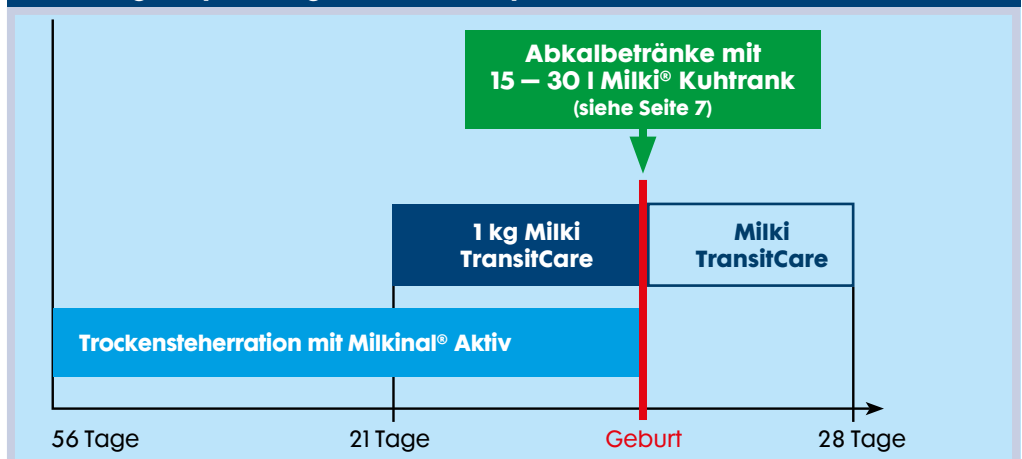 Abkalbetränke mit
15 – 30 l Milki® Kuhtrank
(siehe Seite 7)
1 kg Milki
TransitCare
Milki
TransitCare
Trockensteherration mit Milkinal® Aktiv
56 Tage
21 Tage
Geburt
28 Tage